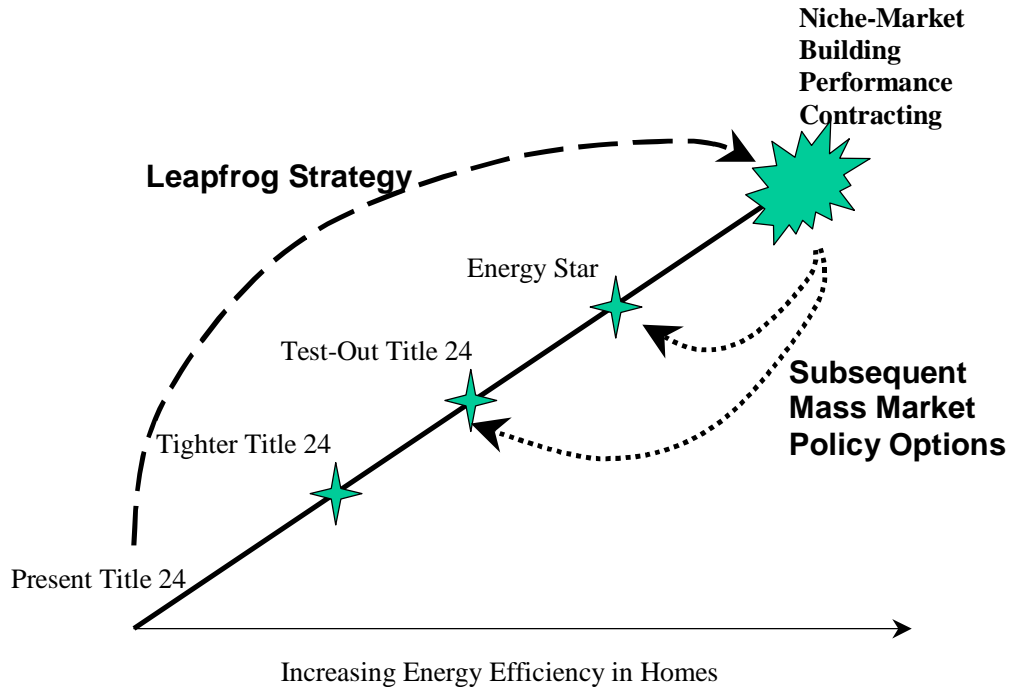 Niche-Market
Building
Performance
Contracting
Leapfrog Strategy
Energy Star
Test-Out Title 24
Subsequent
Mass Market
Policy Options
Tighter Title 24
Present Title 24
Increasing Energy Efficiency in Homes